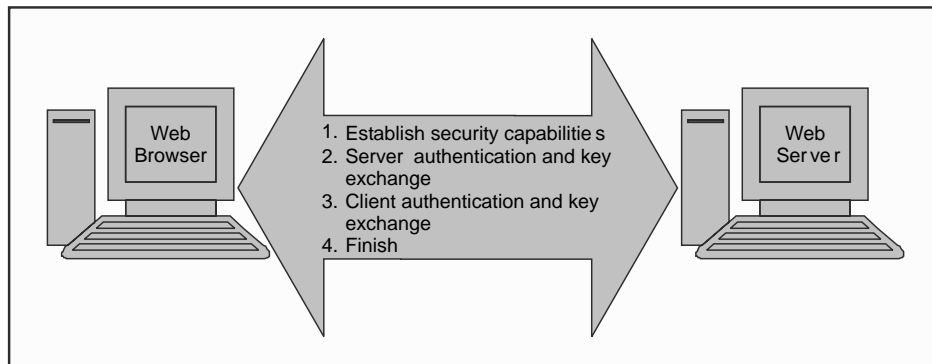 Web
Browser
1. Establish security capabilities
2. Server authentication and key
exchange
3. Client authentication and key
exchange
4. Finish
Web
Server